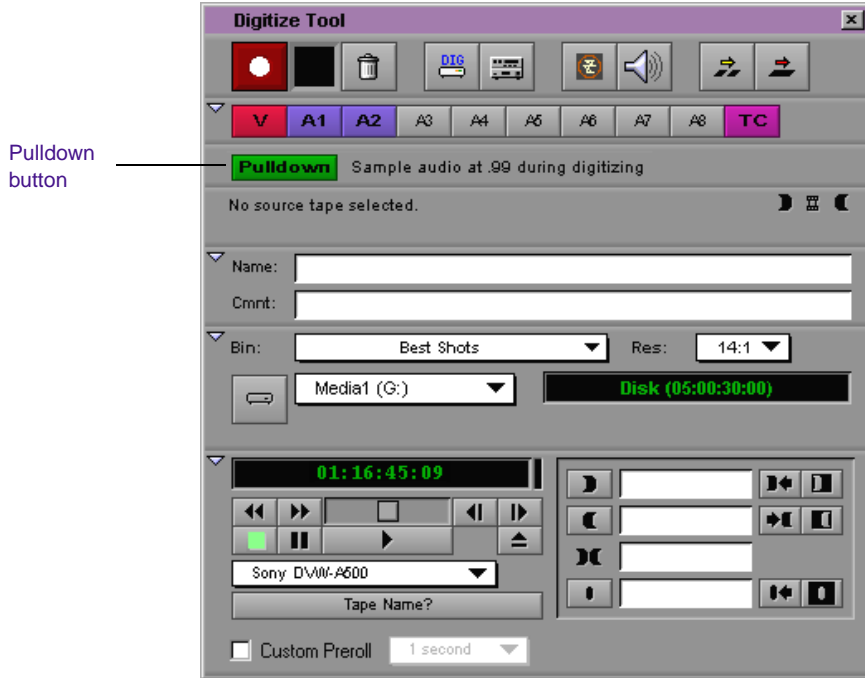 Digitize Tool
DIG
V A1 A2 A3 A4 A5 A6 A7 A8 TC
Pulldown button
Pulldown Sample audio at .99 during digitizing
No source tape selected.
Name:
Cmnt:
Bin: Best Shots Res: 14:1
Media1 (G:) Disk (05:00:30:00)
01:16:45:09
Sony DVW-A500
Tape Name?
Custom Preroll 1 second